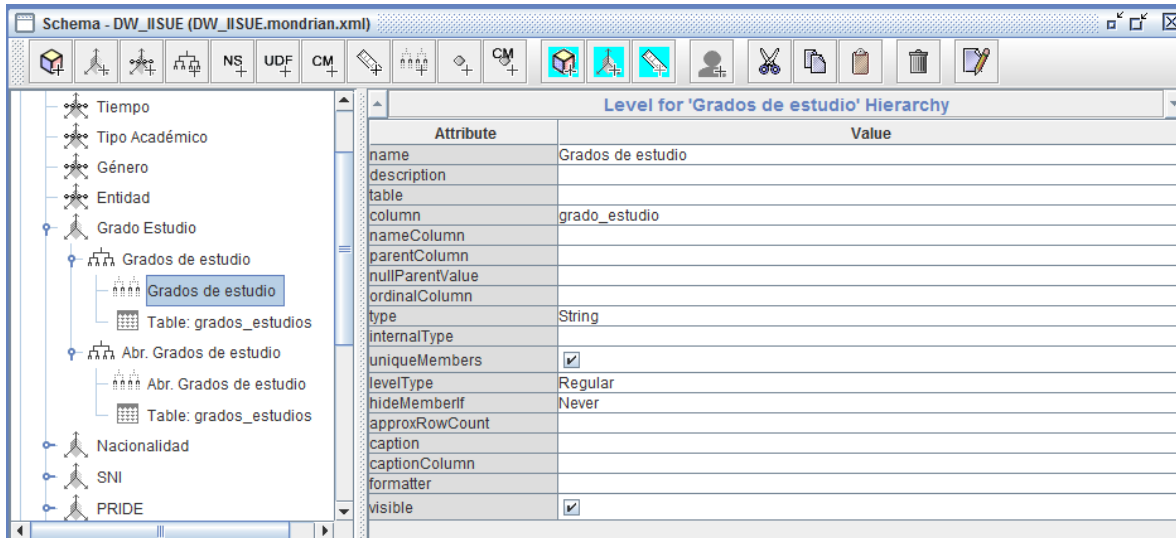 Schema - DW_IISUE (DW_IISUE.mondrian.xml)
NS UDF CM CM
Tiempo
Tipo Académico
Género
Entidad
Grado Estudio
Grados de estudio
Grados de estudio
Table: grados_estudios
Abr. Grados de estudio
Abr. Grados de estudio
Table: grados_estudios
Nacionalidad
SNI
PRIDE
Level for 'Grados de estudio' Hierarchy
Attribute Value
name Grados de estudio
description
table
column grado_estudio
nameColumn
parentColumn
nullParentValue
ordinalColumn
type String
internalType
uniqueMembers
levelType Regular
hideMemberIf Never
approxRowCount
caption
captionColumn
formatter
visible